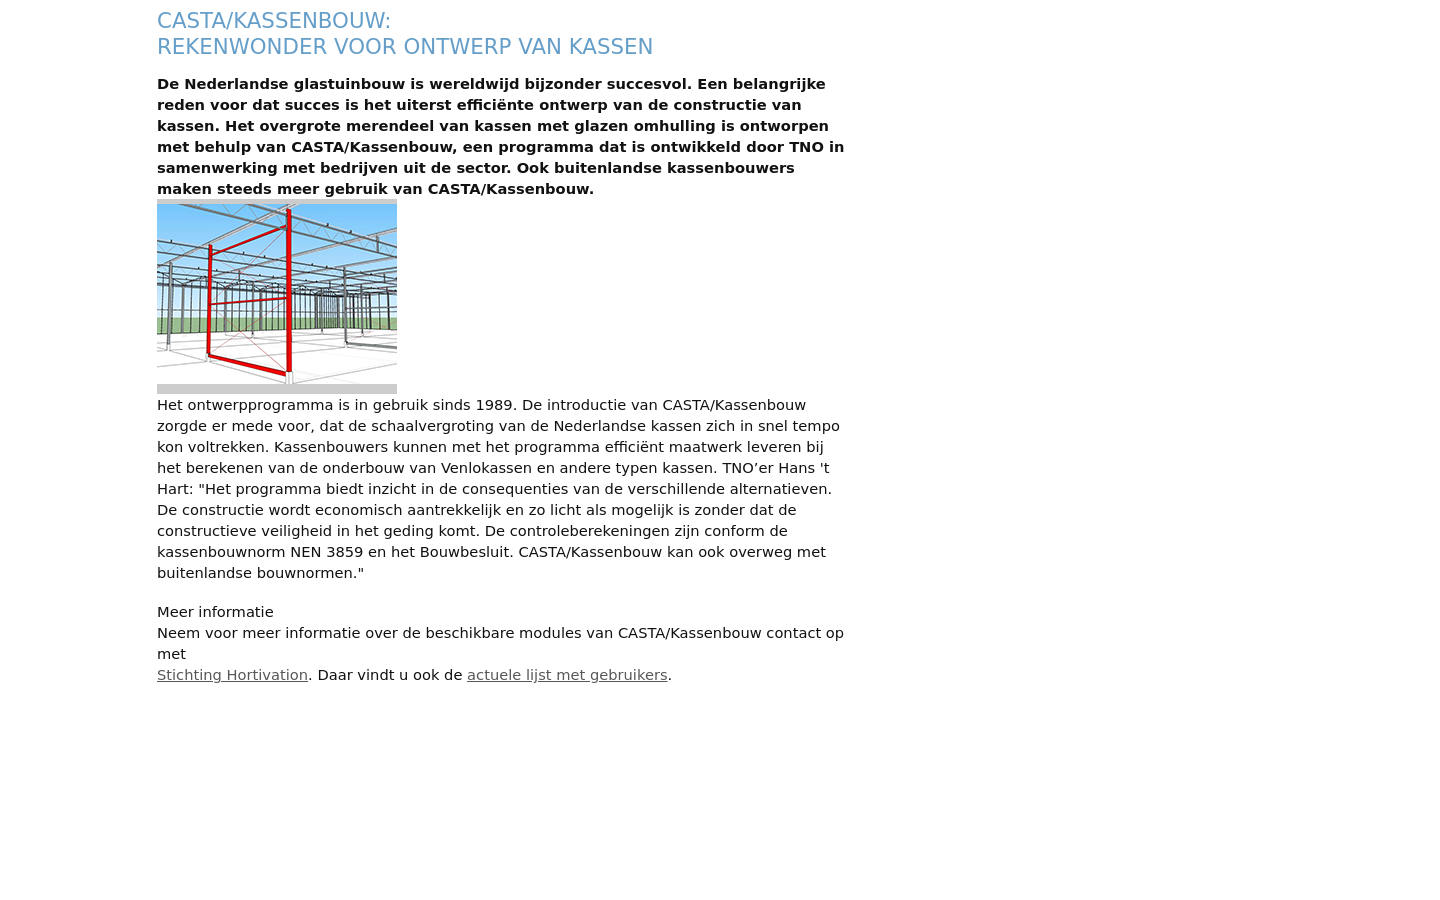 CASTA/KASSENBOUW:
REKENWONDER VOOR ONTWERP VAN KASSEN
De Nederlandse glastuinbouw is wereldwijd bijzonder succesvol. Een belangrijke
reden voor dat succes is het uiterst efficiënte ontwerp van de constructie van
kassen. Het overgrote merendeel van kassen met glazen omhulling is ontworpen
met behulp van CASTA/Kassenbouw, een programma dat is ontwikkeld door TNO in
samenwerking met bedrijven uit de sector. Ook buitenlandse kassenbouwers
maken steeds meer gebruik van CASTA/Kassenbouw.
Het ontwerpprogramma is in gebruik sinds 1989. De introductie van CASTA/Kassenbouw
zorgde er mede voor, dat de schaalvergroting van de Nederlandse kassen zich in snel tempo
kon voltrekken. Kassenbouwers kunnen met het programma efficiënt maatwerk leveren bij
het berekenen van de onderbouw van Venlokassen en andere typen kassen. TNO’er Hans 't
Hart: "Het programma biedt inzicht in de consequenties van de verschillende alternatieven.
De constructie wordt economisch aantrekkelijk en zo licht als mogelijk is zonder dat de
constructieve veiligheid in het geding komt. De controleberekeningen zijn conform de
kassenbouwnorm NEN 3859 en het Bouwbesluit. CASTA/Kassenbouw kan ook overweg met
buitenlandse bouwnormen."
Meer informatie
Neem voor meer informatie over de beschikbare modules van CASTA/Kassenbouw contact op
met
Stichting Hortivation. Daar vindt u ook de actuele lijst met gebruikers.